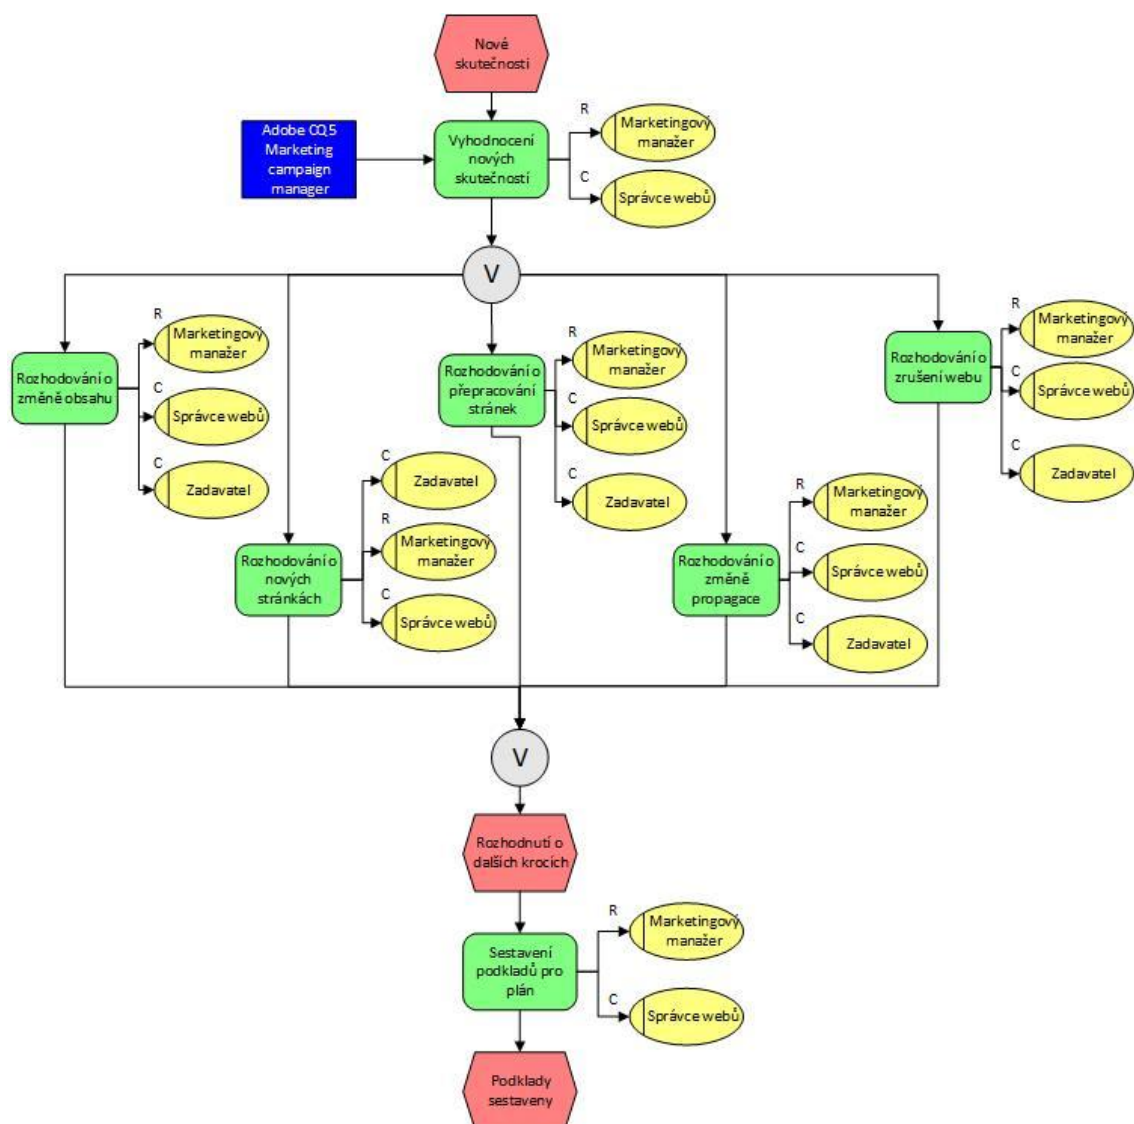 Nové
skutečnosti
R
Marketingový
manažer
Adobe CQ5
Marketing
campaign
manager
Vyhodnocení
nových
skutečností
C
Správce webů
V
R
Marketingový
manažer
Rozhodování o
změně obsahu
C
Správce webů
C
Zadavatel
C
Zadavatel
R
Marketingový
manažer
Rozhodování o
nových
stránkách
C
Správce webů
R
Marketingový
manažer
Rozhodování o
přepracování
stránek
C
Správce webů
C
Zadavatel
R
Marketingový
manažer
Rozhodování o
změně
propagace
C
Správce webů
C
Zadavatel
R
Marketingový
manažer
Rozhodování o
zrušení webu
C
Správce webů
C
Zadavatel
V
Rozhodnutí o
dalších krocích
R
Marketingový
manažer
Sestavení
podkladů pro
plán
C
Správce webů
Podklady
sestaveny